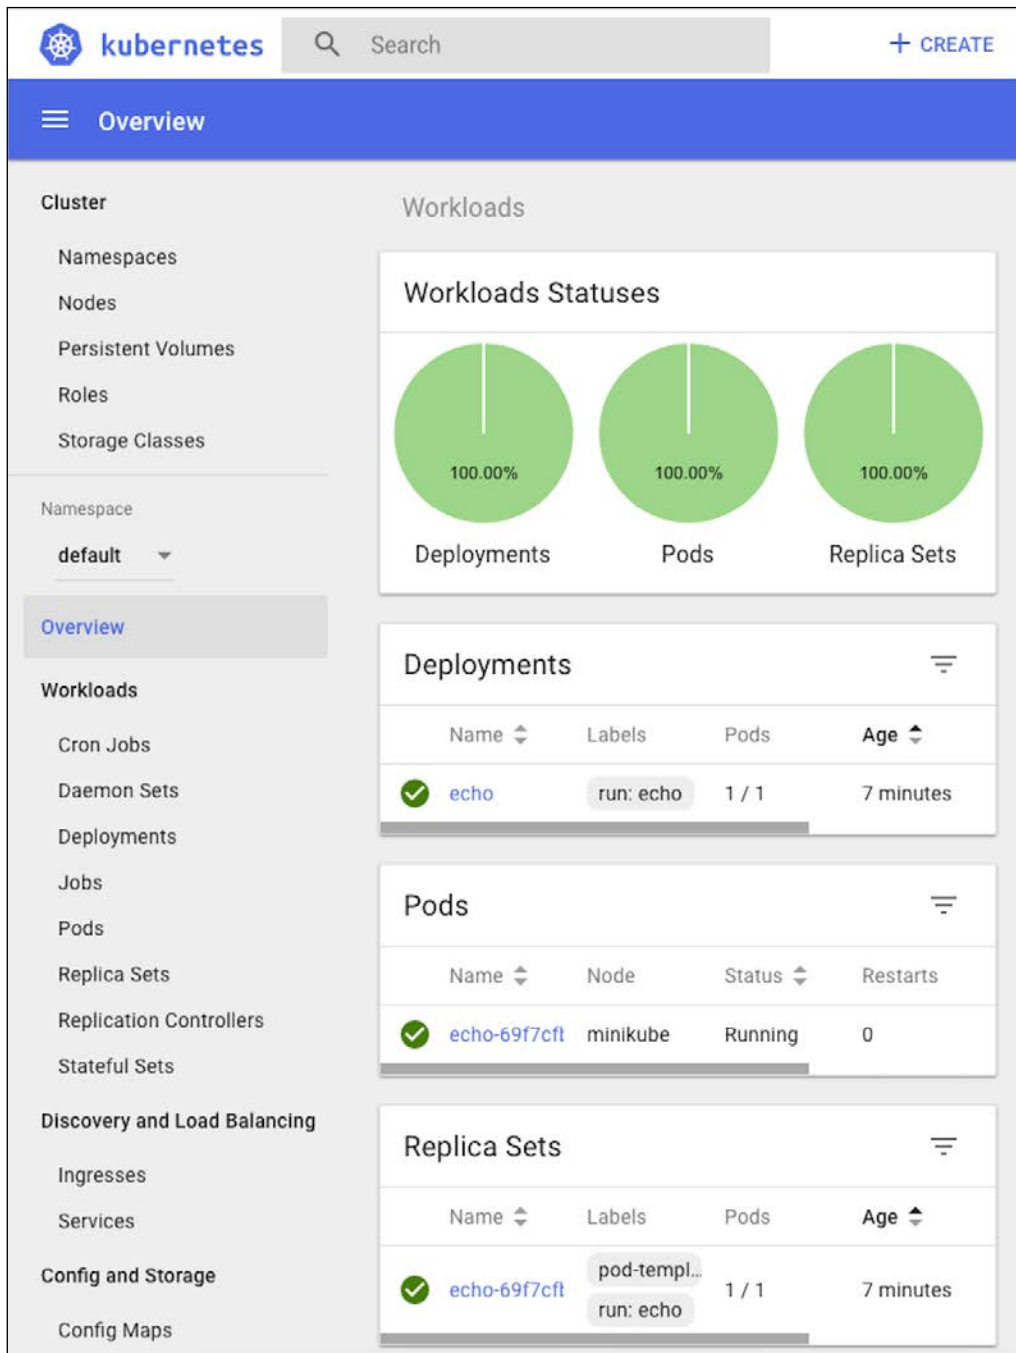 kubernetes Search + CREATE
Overview
Cluster
Namespaces
Nodes
Persistent Volumes
Roles
Storage Classes
Namespace
default
Overview
Workloads
Cron Jobs
Daemon Sets
Deployments
Jobs
Pods
Replica Sets
Replication Controllers
Stateful Sets
Discovery and Load Balancing
Ingresses
Services
Config and Storage
Config Maps
Workloads
Workloads Statuses
100.00% 100.00% 100.00%
Deployments Pods Replica Sets
Deployments
Name Labels Pods Age
echo run: echo 1 / 1 7 minutes
Pods
Name Node Status Restarts
minikube Running 0
Replica Sets
Name Labels Pods Age
pod-templ...
1 / 1 7 minutes
run: echo